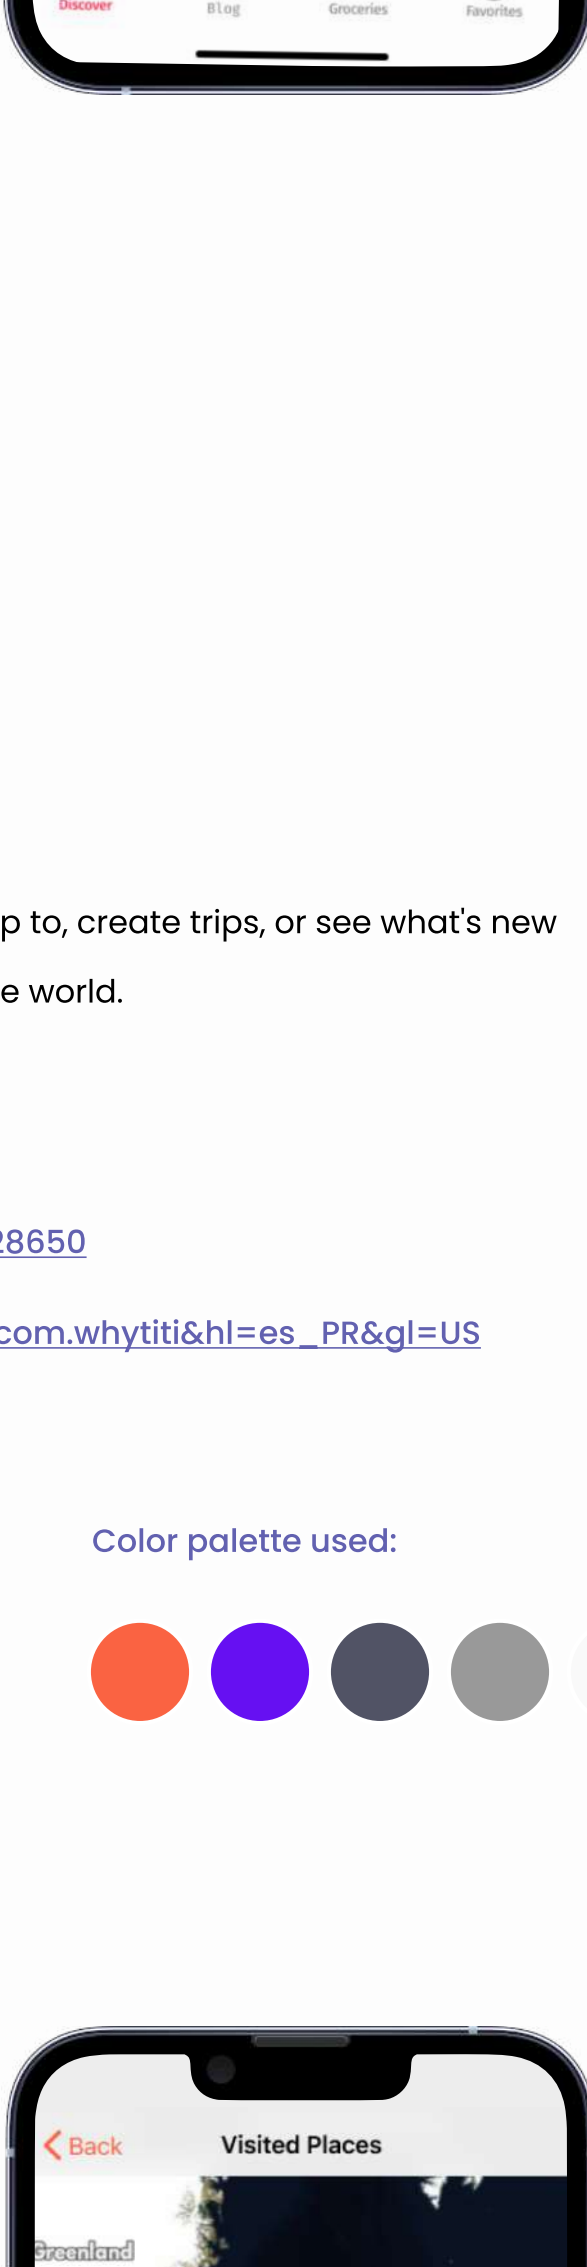 Discover Blog Groceries Favorites
p to, create trips, or see what's new
e world.
28650
com.whytiti&hl=es_PR&gl=US
Color palette used:
Back Visited Places
Greenland